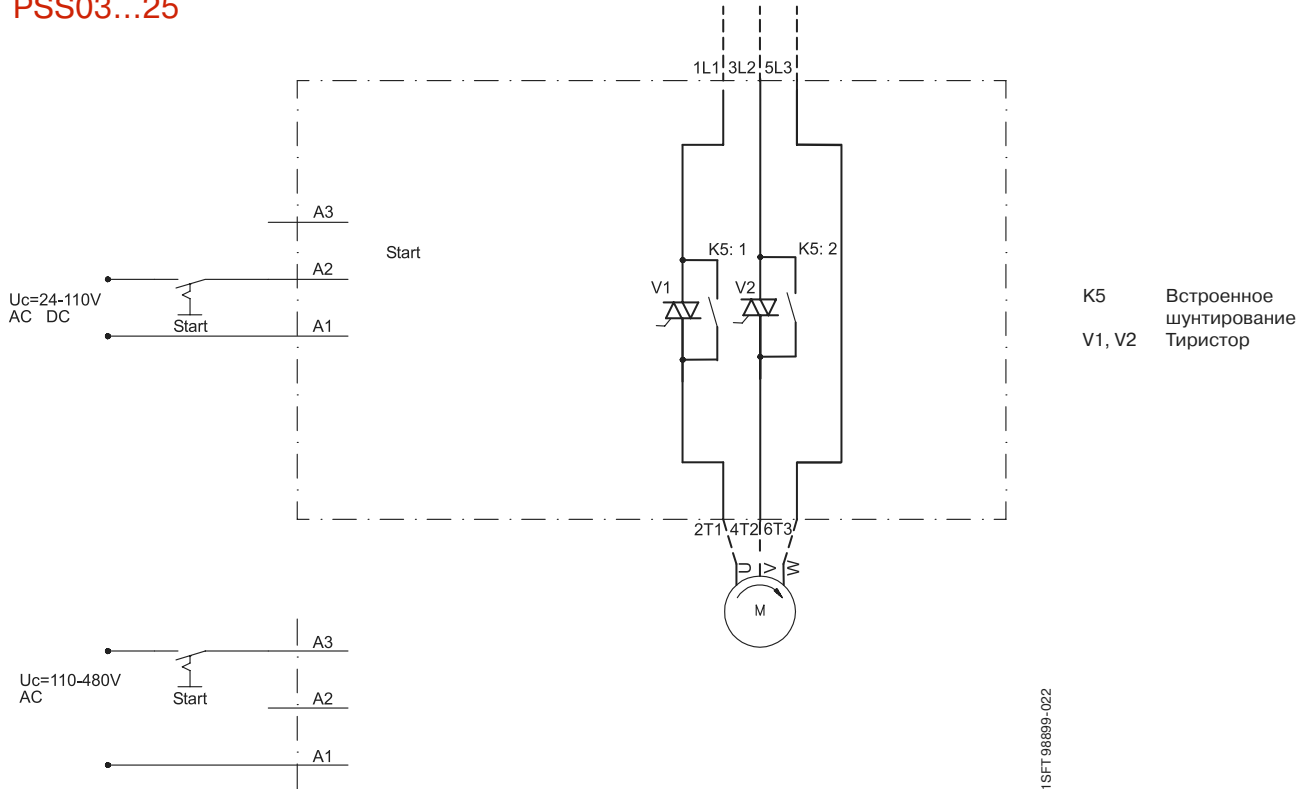 PSS03...25
1L1 3L2 5L3
A3
Start
A2
Uc=24-110V
AC DC
Start
A1
K5: 1
K5: 2
V1
V2
K5 Встроенное
шунтирование
V1, V2 Тиристор
2T1 4T2 6T3
U V W
M
A3
Uc=110-480V
AC
Start
A2
A1
1SFT 98899-022